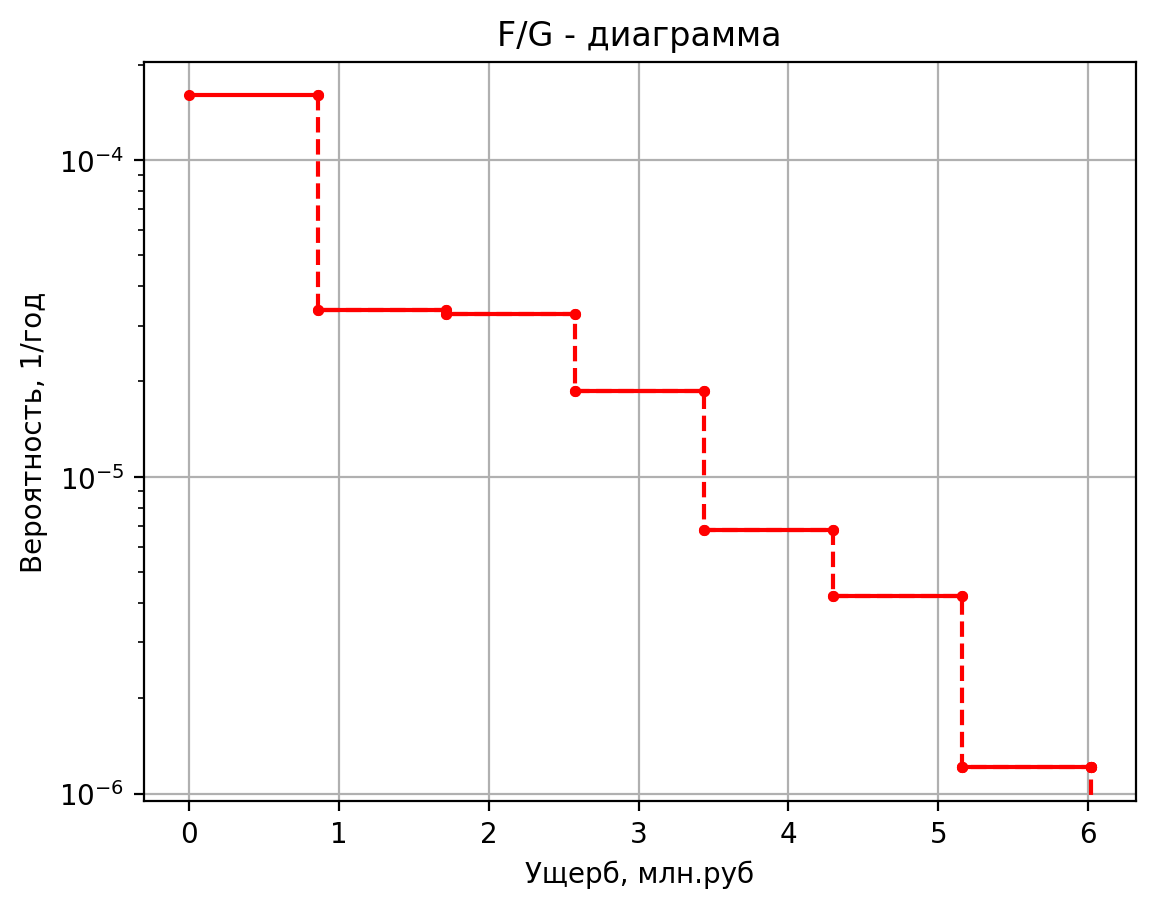 F/G - диаграмма
Вероятность, 1/год
10⁻⁴
10⁻⁵
10⁻⁶
0 1 2 3 4 5 6
Ущерб, млн.руб